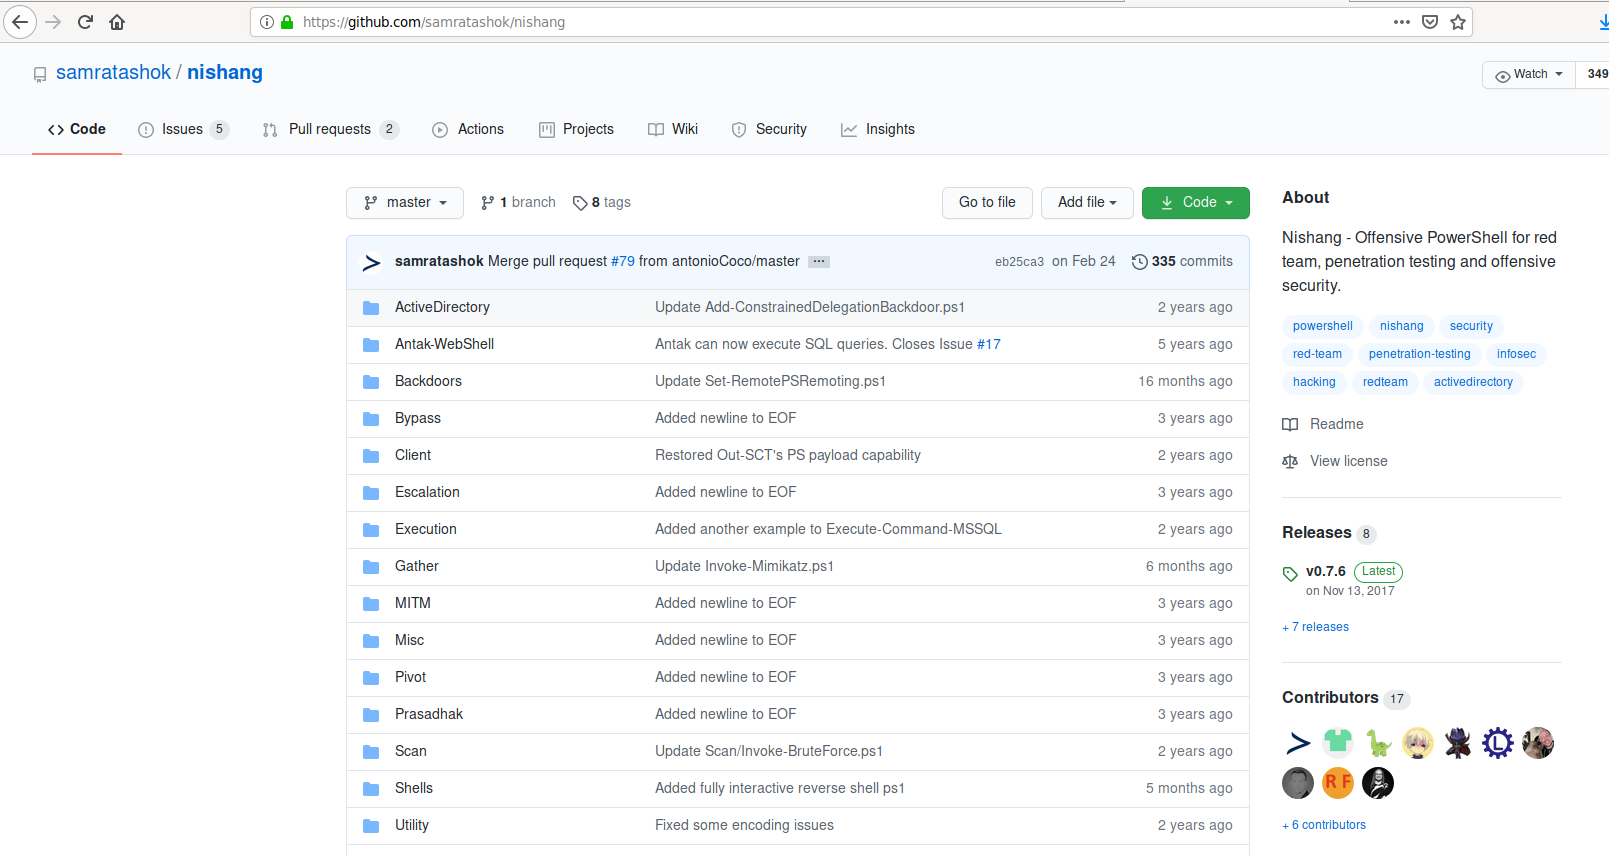 https://github.com/samratashok/nishang
samratashok / nishang
Watch 349
Code Issues 5 Pull requests 2 Actions Projects Wiki Security Insights
master 1 branch 8 tags Go to file Add file Code
samratashok Merge pull request #79 from antonioCoco/master ... eb25ca3 on Feb 24 335 commits
ActiveDirectory Update Add-ConstrainedDelegationBackdoor.ps1 2 years ago
Antak-WebShell Antak can now execute SQL queries. Closes Issue #17 5 years ago
Backdoors Update Set-RemotePSRemoting.ps1 16 months ago
Bypass Added newline to EOF 3 years ago
Client Restored Out-SCT's PS payload capability 2 years ago
Escalation Added newline to EOF 3 years ago
Execution Added another example to Execute-Command-MSSQL 2 years ago
Gather Update Invoke-Mimikatz.ps1 6 months ago
MITM Added newline to EOF 3 years ago
Misc Added newline to EOF 3 years ago
Pivot Added newline to EOF 3 years ago
Prasadhak Added newline to EOF 3 years ago
Scan Update Scan/Invoke-BruteForce.ps1 2 years ago
Shells Added fully interactive reverse shell ps1 5 months ago
Utility Fixed some encoding issues 2 years ago
About
Nishang - Offensive PowerShell for red
team, penetration testing and offensive
security.
powershell nishang security
red-team penetration-testing infosec
hacking redteam activedirectory
Readme
View license
Releases 8
v0.7.6 Latest
on Nov 13, 2017
+ 7 releases
Contributors 17
L
R F
+ 6 contributors